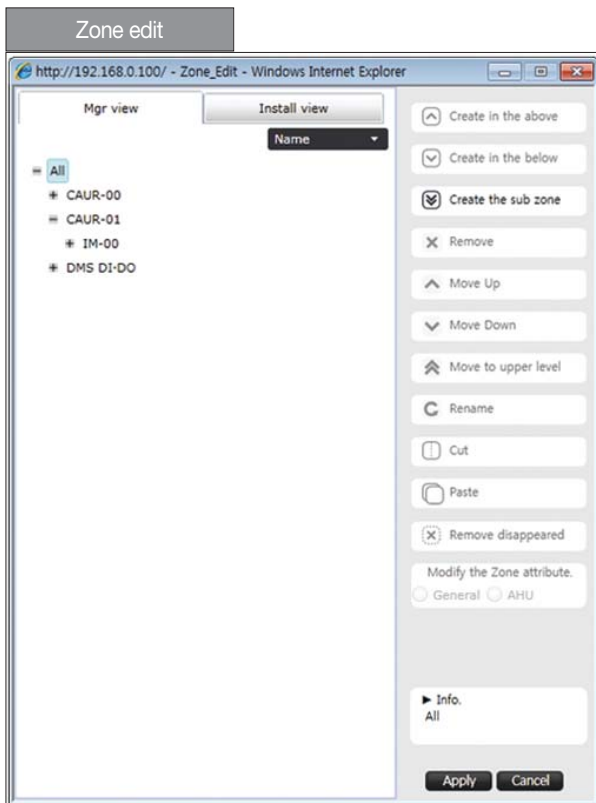 Zone edit
http://192.168.0.100/ - Zone_Edit - Windows Internet Explorer
Mgr view
Install view
Name
All
CAUR-00
CAUR-01
IM-00
DMS DI-DO
Create in the above
Create in the below
Create the sub zone
Remove
Move Up
Move Down
Move to upper level
Rename
Cut
Paste
Remove disappeared
Modify the Zone attribute.
General AHU
► Info.
All
Apply Cancel